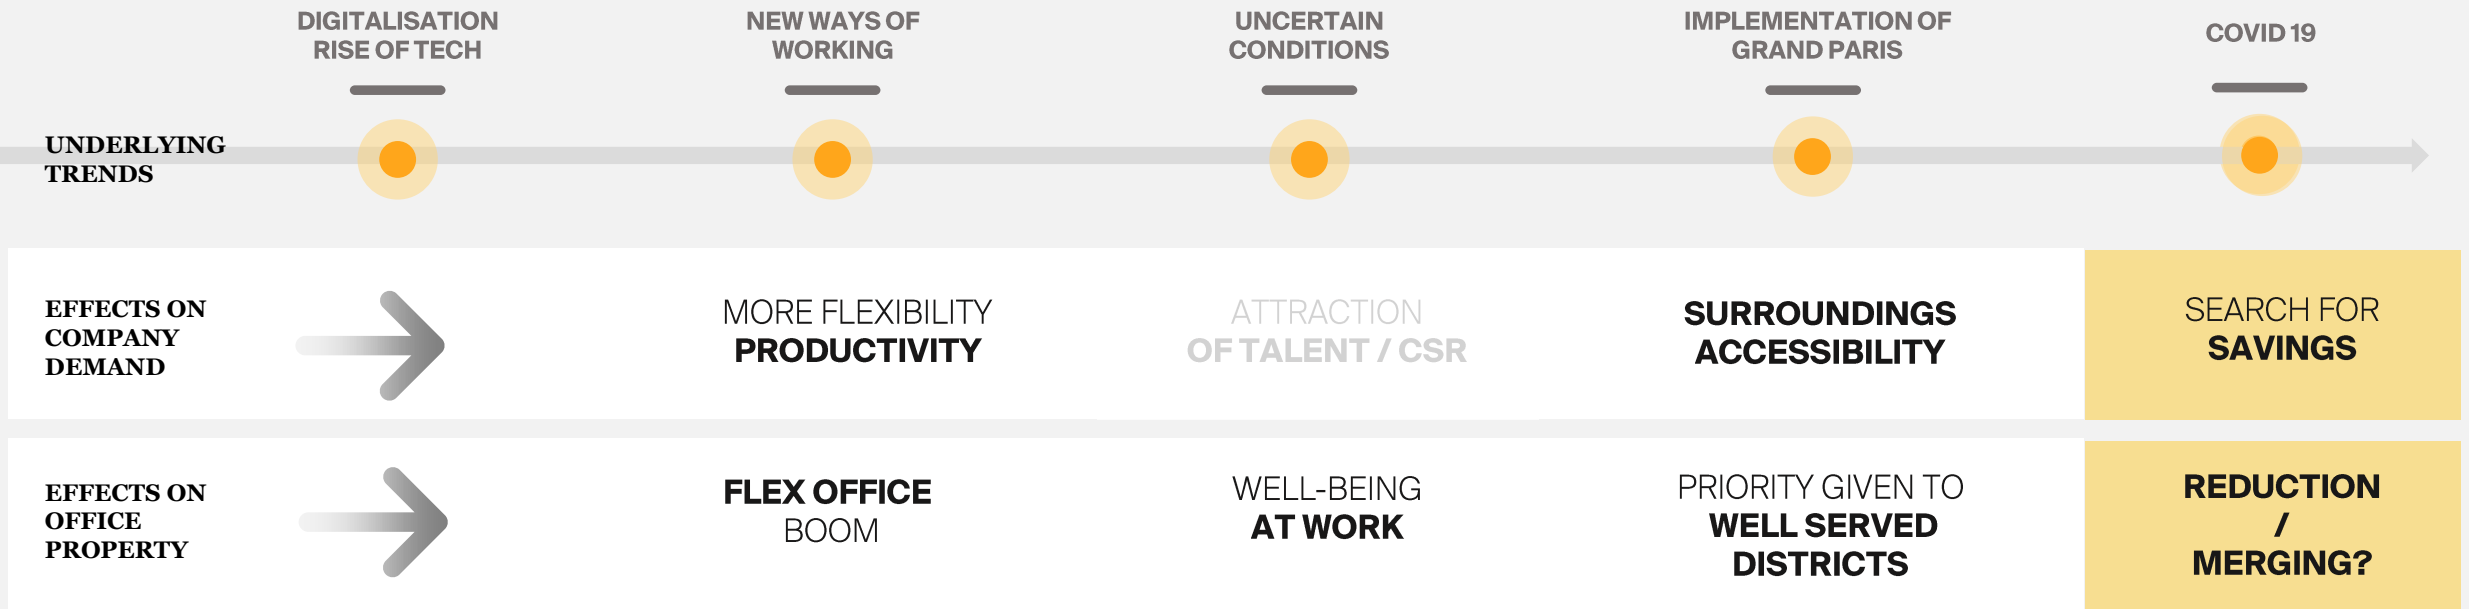 DIGITALISATION
RISE OF TECH
NEW WAYS OF
WORKING
UNCERTAIN
CONDITIONS
IMPLEMENTATION OF
GRAND PARIS
COVID 19
UNDERLYING
TRENDS
EFFECTS ON
COMPANY
DEMAND
MORE FLEXIBILITY
PRODUCTIVITY
ATTRACTION
OF TALENT / CSR
SURROUNDINGS
ACCESSIBILITY
SEARCH FOR
SAVINGS
EFFECTS ON
OFFICE
PROPERTY
FLEX OFFICE
BOOM
WELL-BEING
AT WORK
PRIORITY GIVEN TO
WELL SERVED
DISTRICTS
REDUCTION
/
MERGING?